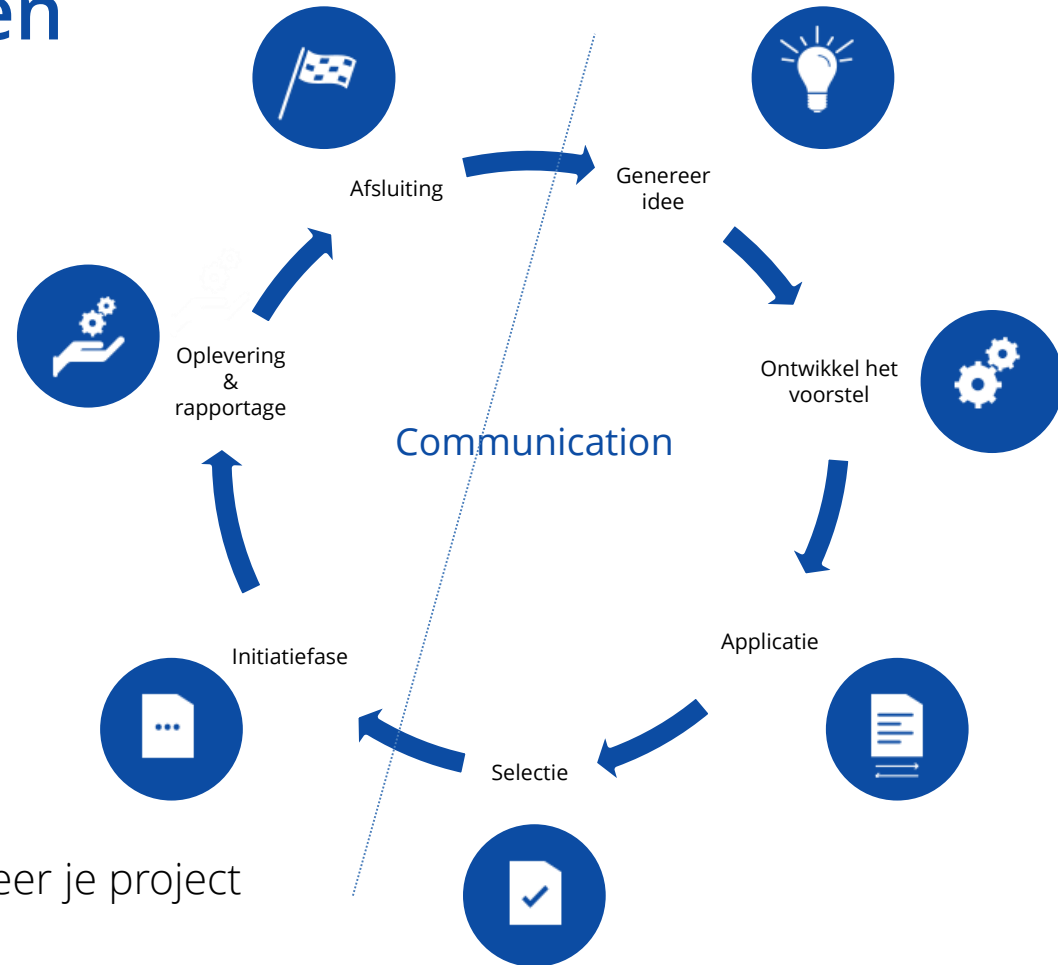 en
Afsluiting
Genereer
idee
Ontwikkel het
voorstel
Oplevering
&
rapportage
Communication
Applicatie
Initiatiefase
Selectie
eer je project